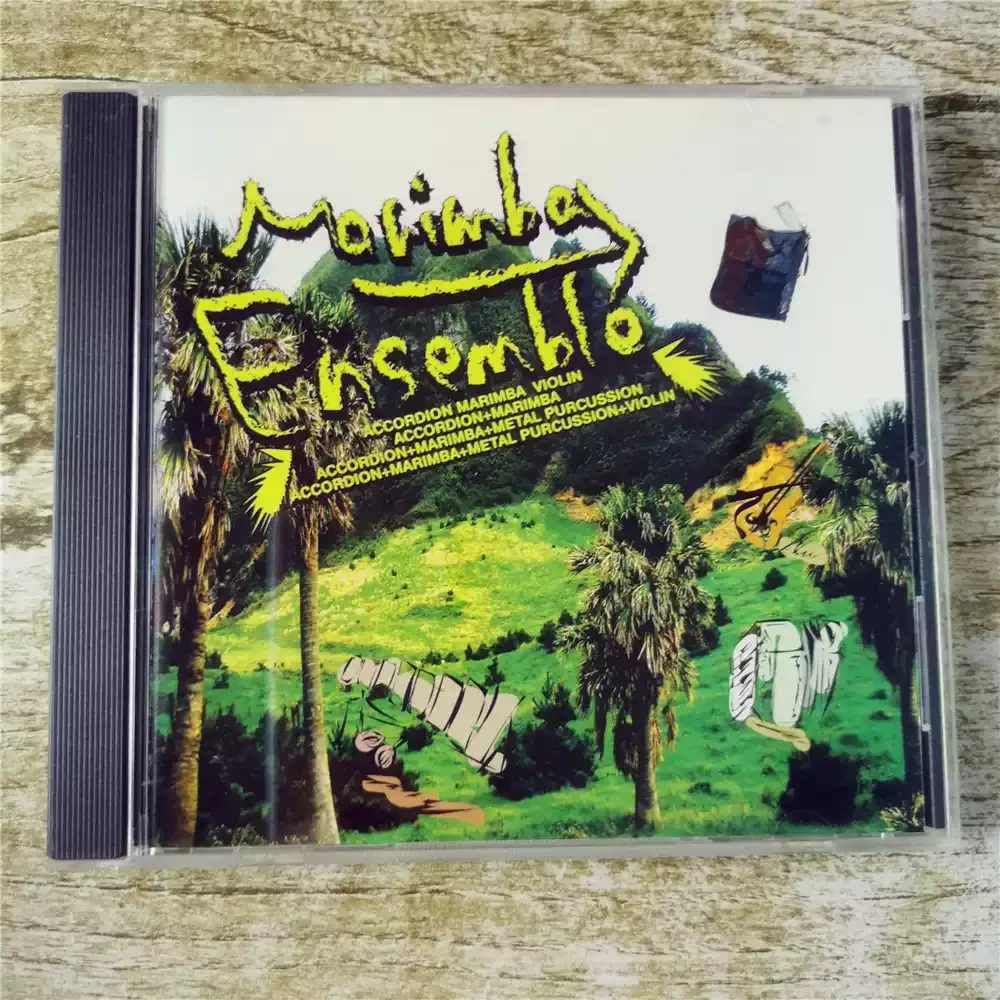 Marimba
Ensemble
ACCORDION MARIMBA VIOLIN
ACCORDION+MARIMBA
ACCORDION+MARIMBA+METAL PURCUSSION
ACCORDION+MARIMBA+METAL PURCUSSION+VIOLIN